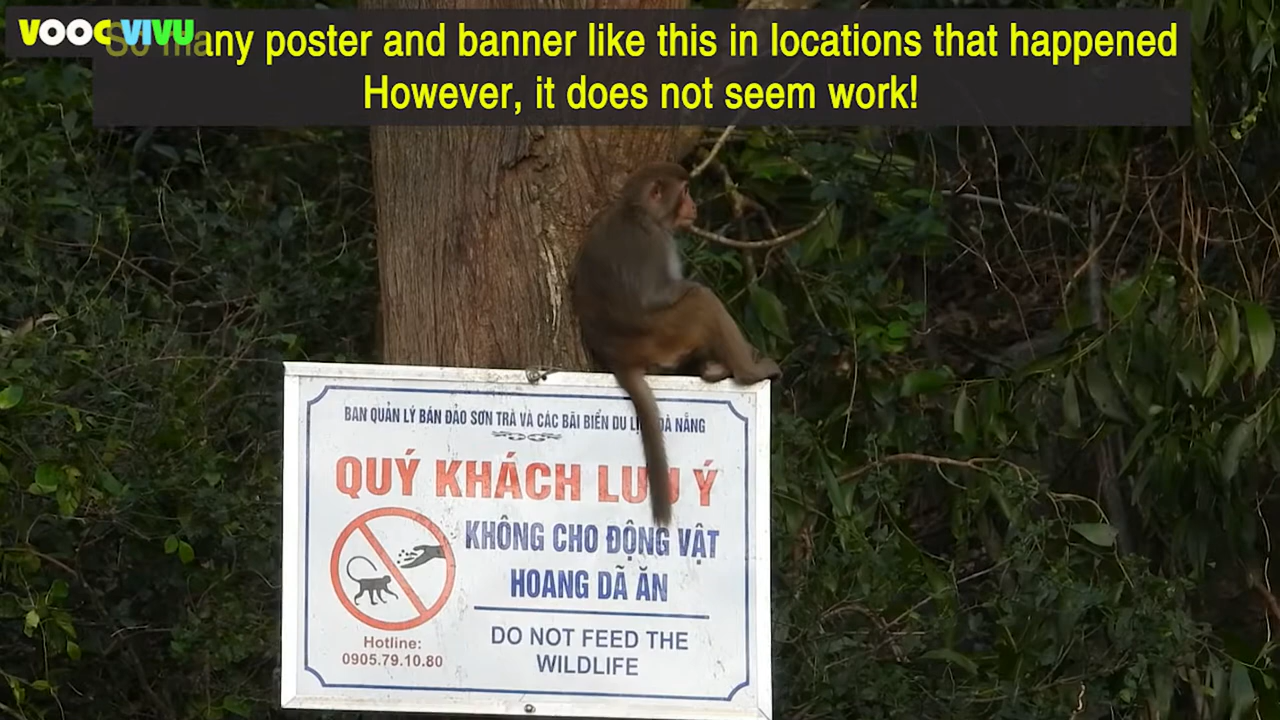 VOOC VIVU
So many poster and banner like this in locations that happened
However, it does not seem work!
BAN QUẢN LÝ BÁN ĐẢO SƠN TRÀ VÀ CÁC BÃI BIỂN DU ĐÀ NẴNG
QUÝ KHÁCH LƯU Ý
KHÔNG CHO ĐỘNG VẬT
HOANG DÃ ĂN
DO NOT FEED THE
WILDLIFE
Hotline:
0905.79.10.80